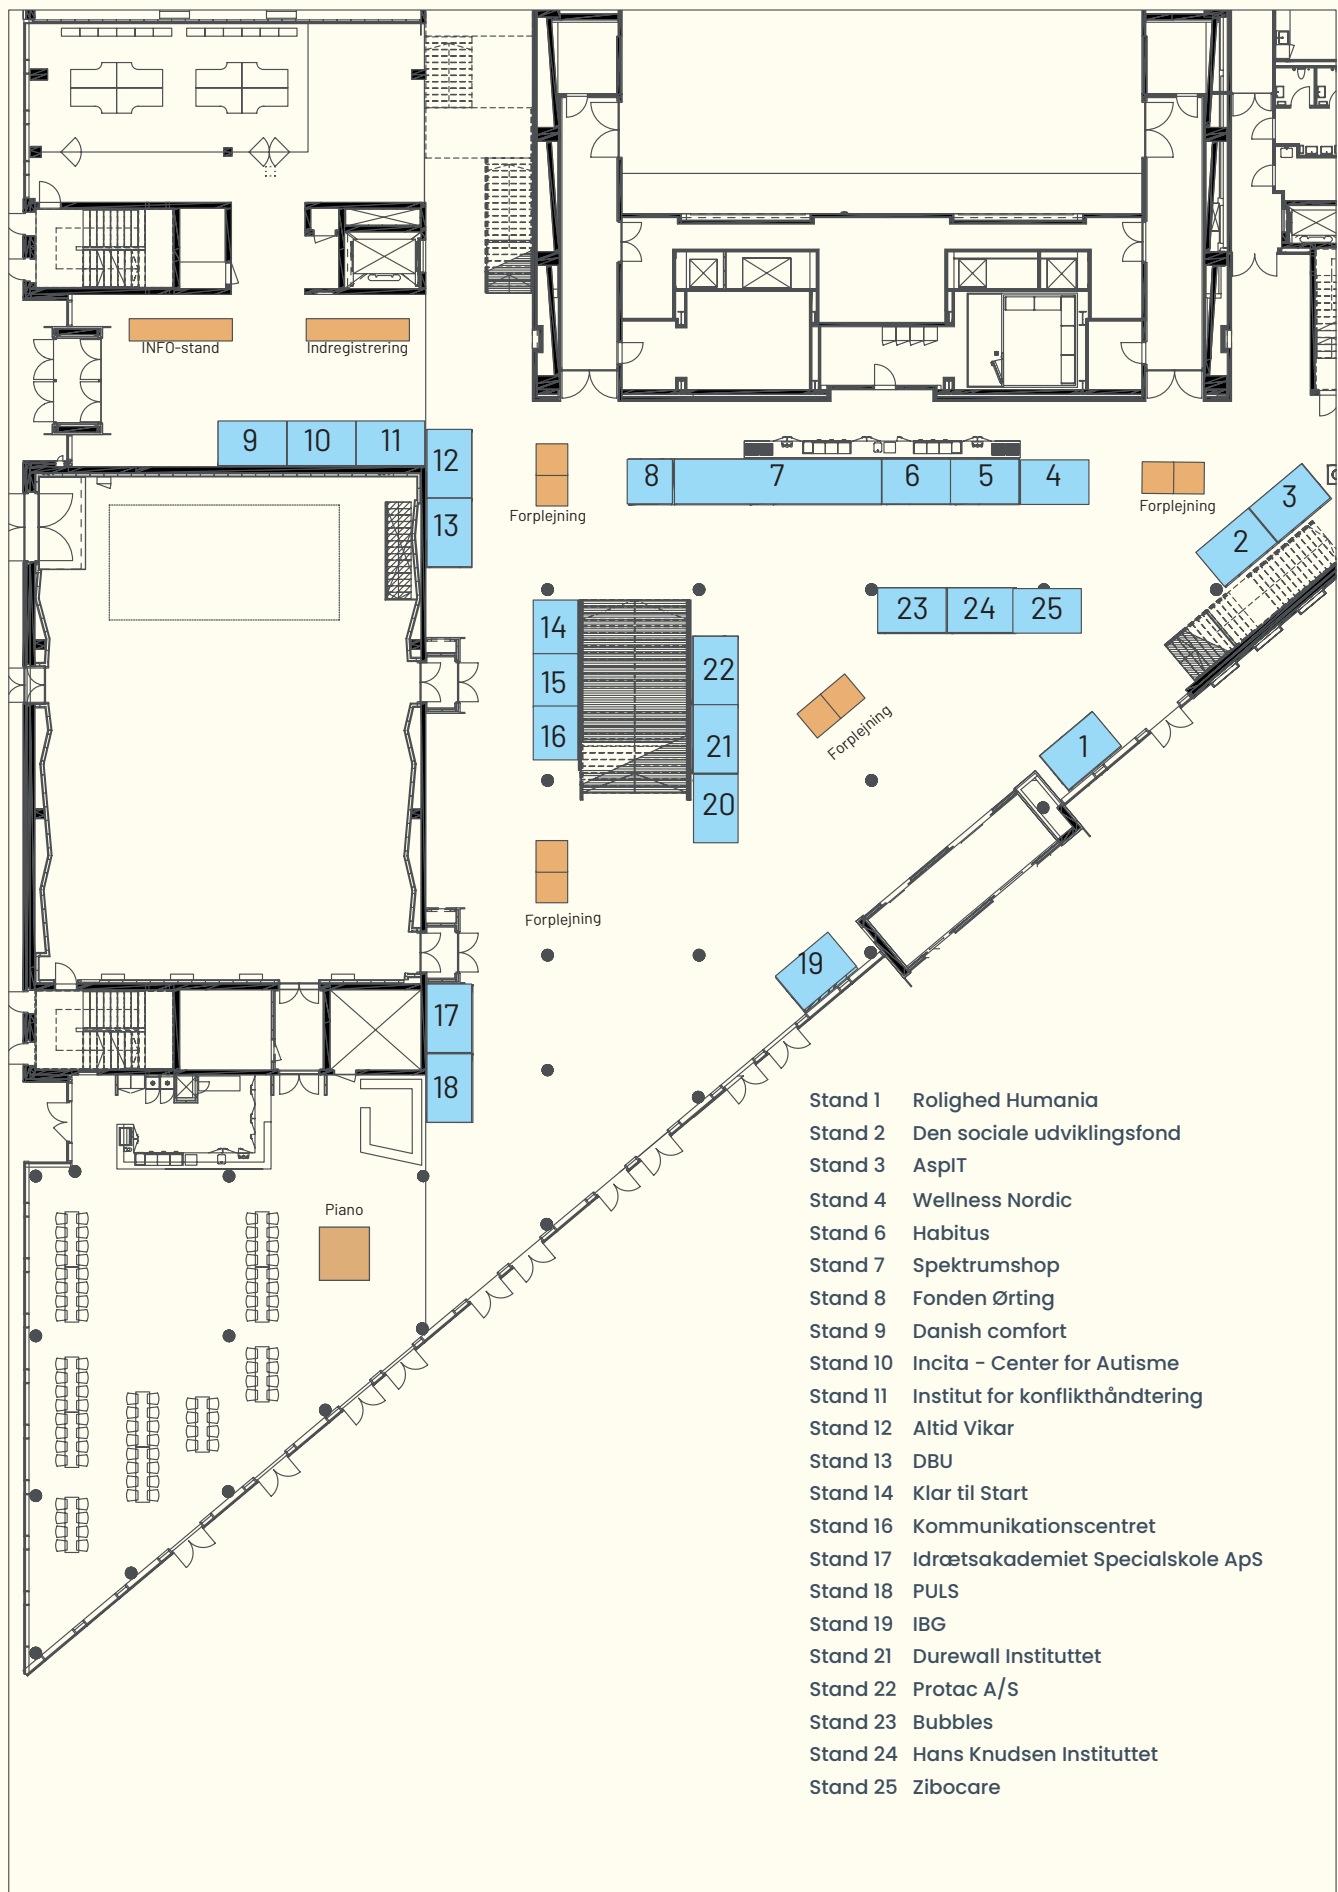 INFO-stand
Indregistrering
9
10
11
12
13
Forplejning
8
7
6
5
4
Forplejning
3
2
14
15
16
22
21
20
23
24
25
Forplejning
1
Forplejning
19
17
18
Piano
Stand 1 Rolighed Humania
Stand 2 Den sociale udviklingsfond
Stand 3 AspIT
Stand 4 Wellness Nordic
Stand 6 Habitus
Stand 7 Spektrumshop
Stand 8 Fonden Ørting
Stand 9 Danish comfort
Stand 10 Incita - Center for Autisme
Stand 11 Institut for konflikthåndtering
Stand 12 Altid Vikar
Stand 13 DBU
Stand 14 Klar til Start
Stand 16 Kommunikationscentret
Stand 17 Idrætsakademiet Specialskole ApS
Stand 18 PULS
Stand 19 IBG
Stand 21 Durewall Instituttet
Stand 22 Protac A/S
Stand 23 Bubbles
Stand 24 Hans Knudsen Instituttet
Stand 25 Zibocare